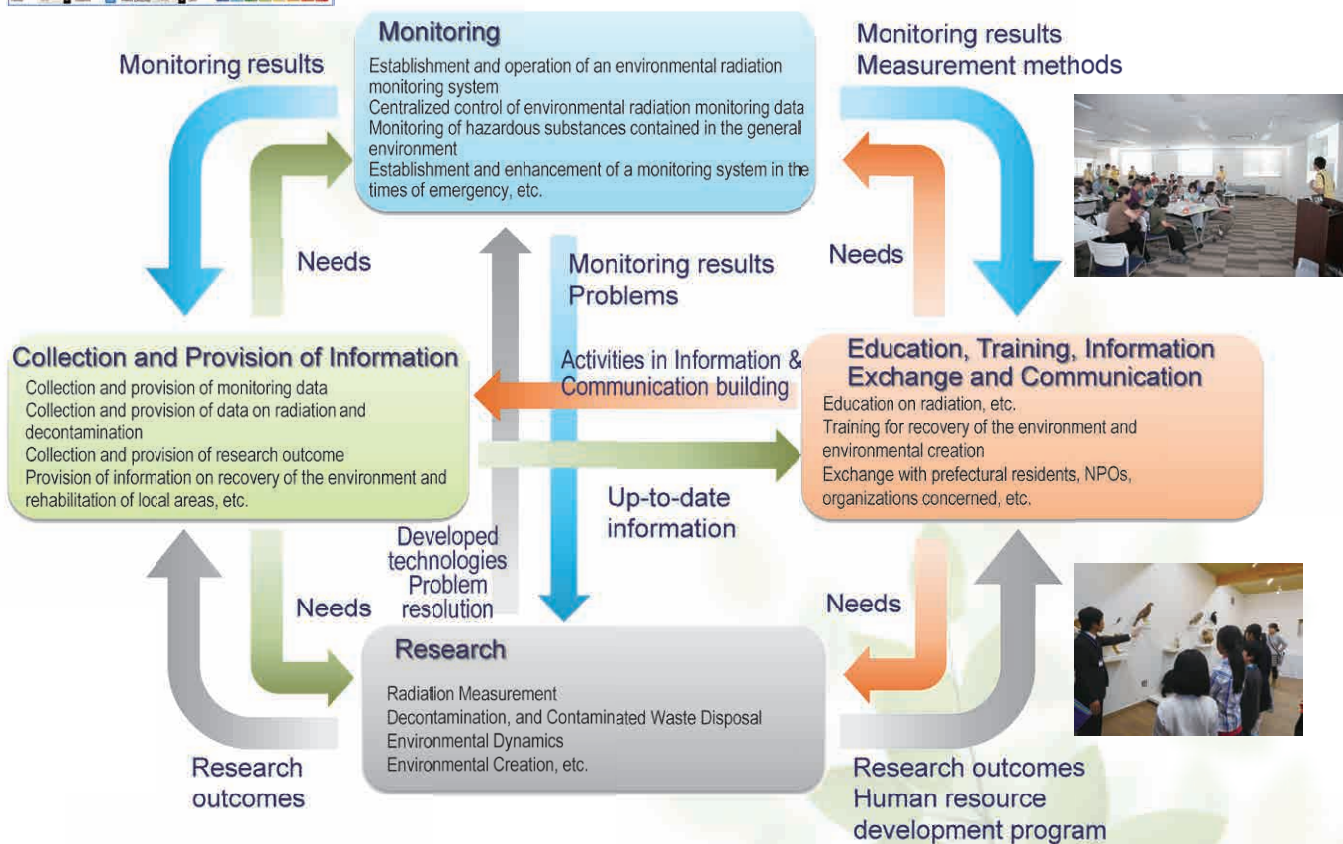 Monitoring
Establishment and operation of an environmental radiation
monitoring system
Centralized control of environmental radiation monitoring data
Monitoring of hazardous substances contained in the general
environment
Establishment and enhancement of a monitoring system in the
times of emergency, etc.
Monitoring results
Monitoring results
Measurement methods
Needs
Monitoring results
Problems
Needs
Collection and Provision of Information
Collection and provision of monitoring data
Collection and provision of data on radiation and
decontamination
Collection and provision of research outcome
Provision of information on recovery of the environment and
rehabilitation of local areas, etc.
Activities in Information &
Communication building
Education, Training, Information
Exchange and Communication
Education on radiation, etc.
Training for recovery of the environment and
environmental creation
Exchange with prefectural residents, NPOs,
organizations concerned, etc.
Up-to-date
information
Developed
technologies
Problem
resolution
Needs
Needs
Research
Radiation Measurement
Decontamination, and Contaminated Waste Disposal
Environmental Dynamics
Environmental Creation, etc.
Research
outcomes
Research outcomes
Human resource
development program